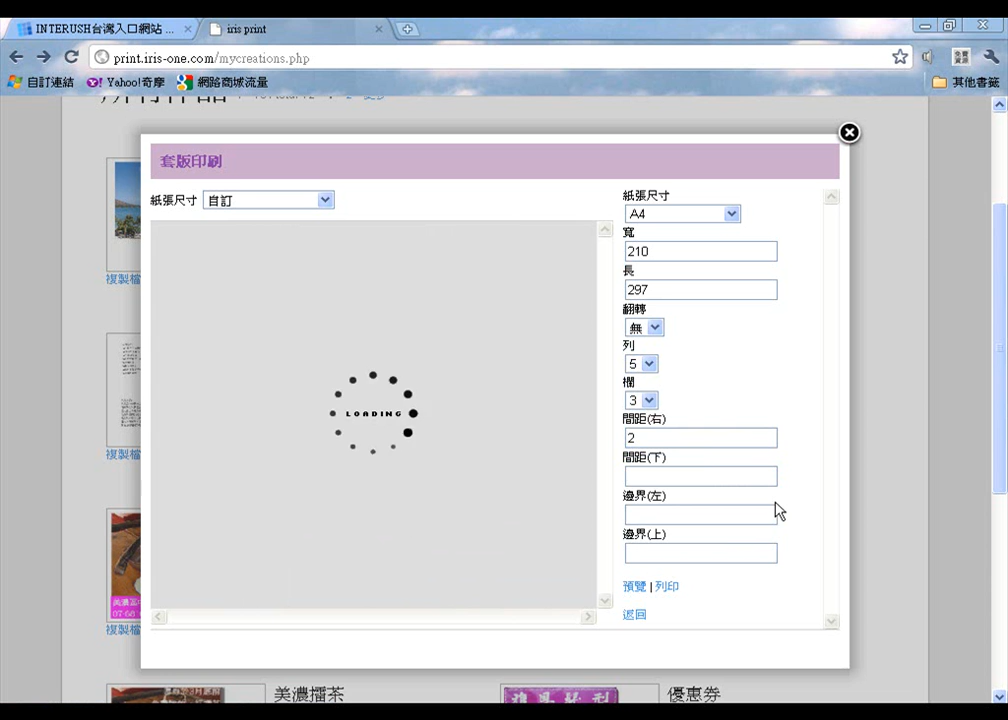 INTERUSH台灣入口網站 ...
iris print
print.iris-one.com/mycreations.php
自訂連結
Yahoo!奇摩
網路商城流量
其他書籤
套版印刷
紙張尺寸
自訂
LOADING
紙張尺寸
A4
寬
210
長
297
翻轉
無
列
5
欄
3
間距(右)
2
間距(下)
邊界(左)
邊界(上)
預覽 | 列印
返回
複製檔
複製檔
複製檔
美濃擂茶
優惠券